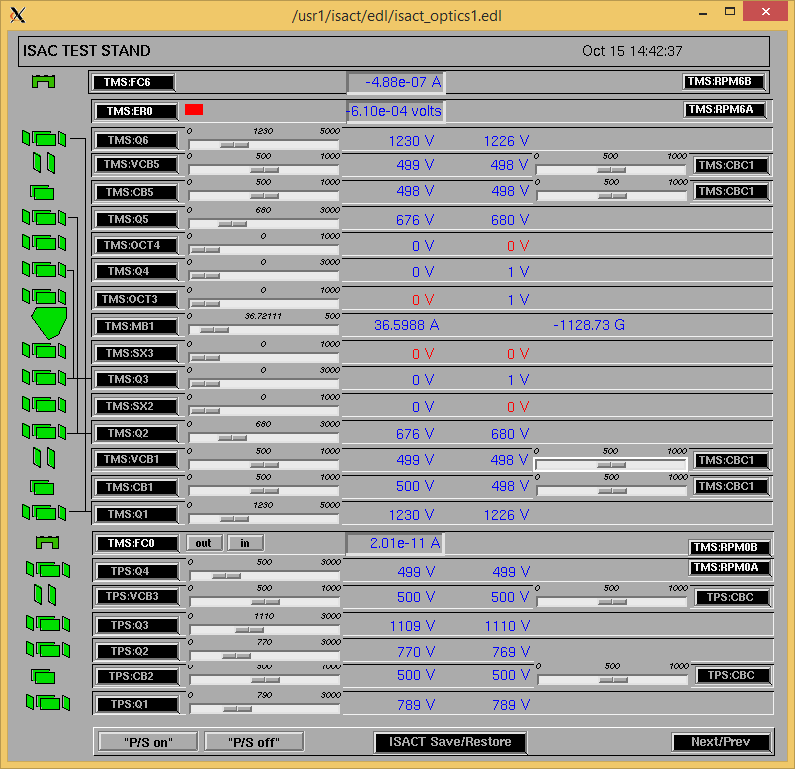 /usr1/isact/edl/isact_optics1.edl
ISAC TEST STAND Oct 15 14:42:37
TMS:FC6 -4.88e-07 A TMS:RPM6B
TMS:ER0 -6.10e-04 volts TMS:RPM6A
TMS:Q6 0 1230 5000 1230 V 1226 V
TMS:VCB5 0 500 1000 499 V 498 V 0 500 1000 TMS:CBC1
TMS:CB5 0 500 1000 498 V 498 V 0 500 1000 TMS:CBC1
TMS:Q5 0 680 3000 676 V 680 V
TMS:OCT4 0 0 1000 0 V 0 V
TMS:Q4 0 0 3000 0 V 1 V
TMS:OCT3 0 0 1000 0 V 1 V
TMS:MB1 0 36.72111 500 36.5988 A -1128.73 G
TMS:SX3 0 0 1000 0 V 0 V
TMS:Q3 0 0 3000 0 V 1 V
TMS:SX2 0 0 1000 0 V 0 V
TMS:Q2 0 680 3000 676 V 680 V
TMS:VCB1 0 500 1000 499 V 498 V 0 500 1000 TMS:CBC1
TMS:CB1 0 500 1000 500 V 498 V 0 500 1000 TMS:CBC1
TMS:Q1 0 1230 5000 1230 V 1226 V
TMS:FC0 out in 2.01e-11 A TMS:RPM0B
TPS:Q4 0 500 3000 499 V 499 V TMS:RPM0A
TPS:VCB3 0 500 1000 500 V 500 V 0 500 1000 TPS:CBC
TPS:Q3 0 1110 3000 1109 V 1110 V
TPS:Q2 0 770 3000 770 V 769 V
TPS:CB2 0 500 1000 500 V 500 V 0 500 1000 TPS:CBC
TPS:Q1 0 790 3000 789 V 789 V
"P/S on" "P/S off" ISACT Save/Restore Next/Prev